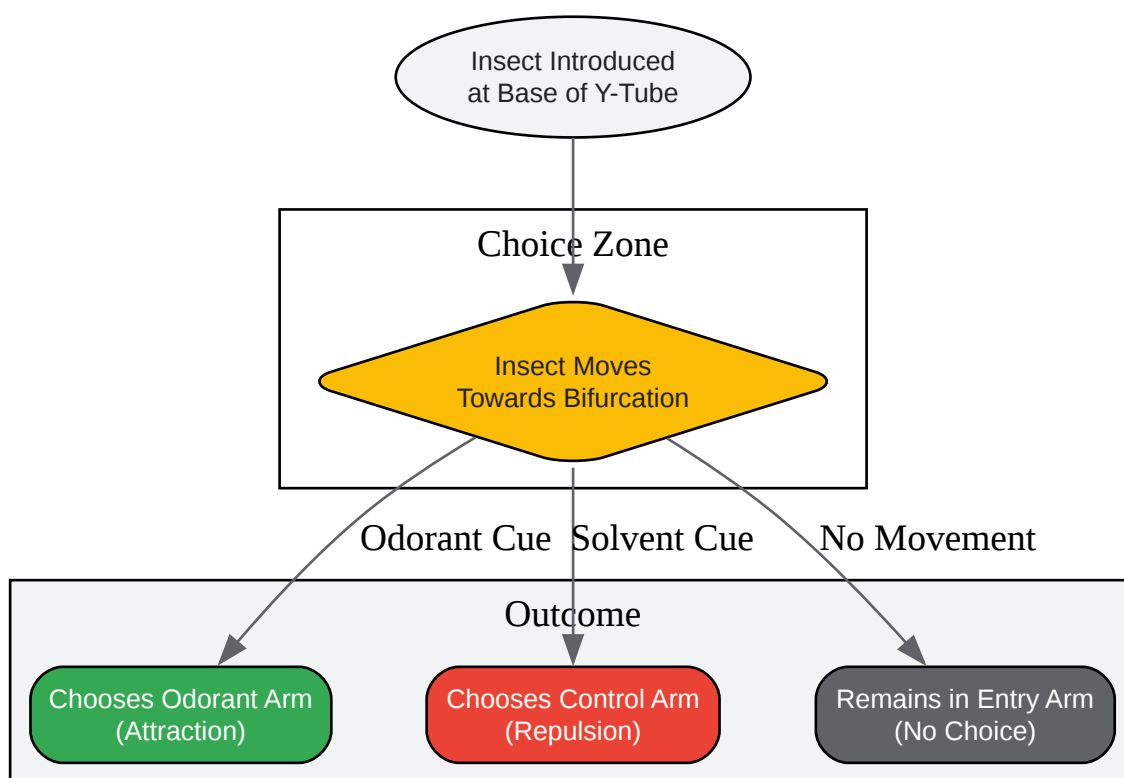 Insect Introduced
at Base of Y-Tube
Choice Zone
Insect Moves
Towards Bifurcation
Odorant Cue
Solvent Cue
No Movement
Outcome
Chooses Odorant Arm
(Attraction)
Chooses Control Arm
(Repulsion)
Remains in Entry Arm
(No Choice)